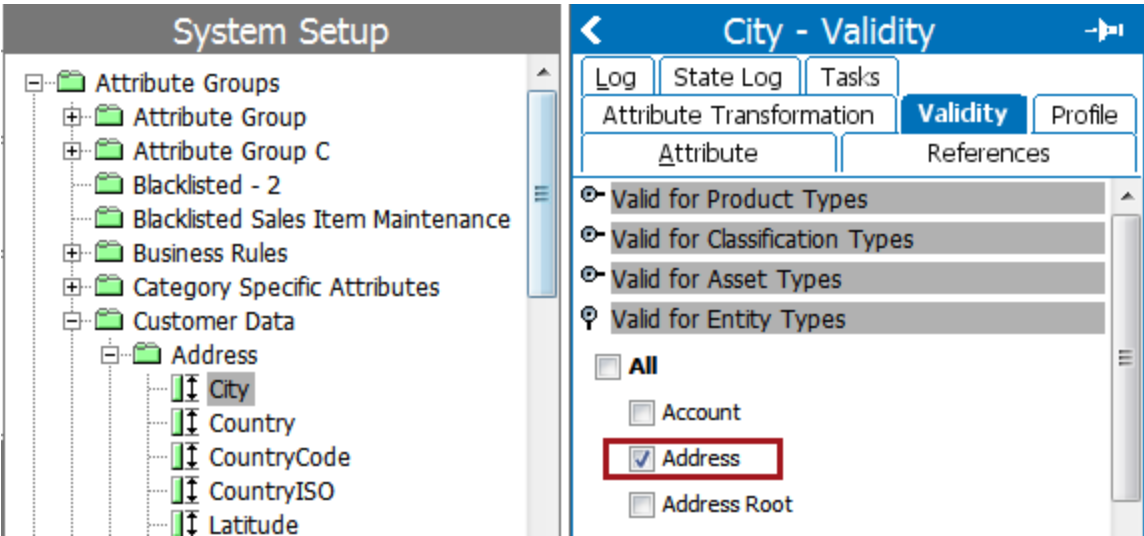 System Setup
Attribute Groups
Attribute Group
Attribute Group C
Blacklisted - 2
Blacklisted Sales Item Maintenance
Business Rules
Category Specific Attributes
Customer Data
Address
City
Country
CountryCode
CountryISO
Latitude
City - Validity
Log State Log Tasks
Attribute Transformation Validity Profile
Attribute References
Valid for Product Types
Valid for Classification Types
Valid for Asset Types
Valid for Entity Types
All
Account
Address
Address Root